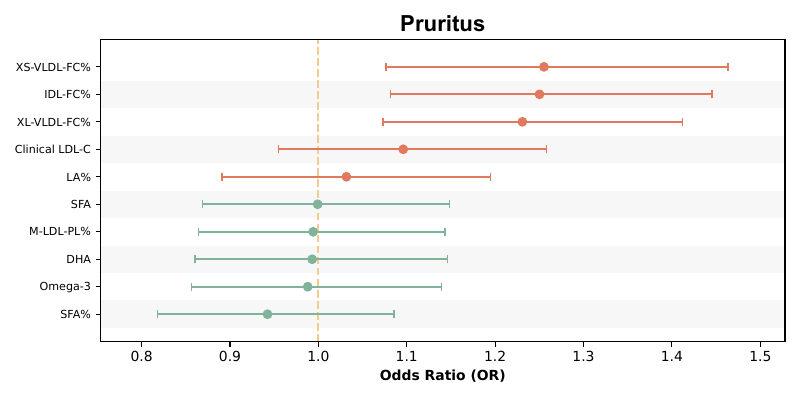 Pruritus
XS-VLDL-FC%
IDL-FC%
XL-VLDL-FC%
Clinical LDL-C
LA%
SFA
M-LDL-PL%
DHA
Omega-3
SFA%
0.8 0.9 1.0 1.1 1.2 1.3 1.4 1.5
Odds Ratio (OR)